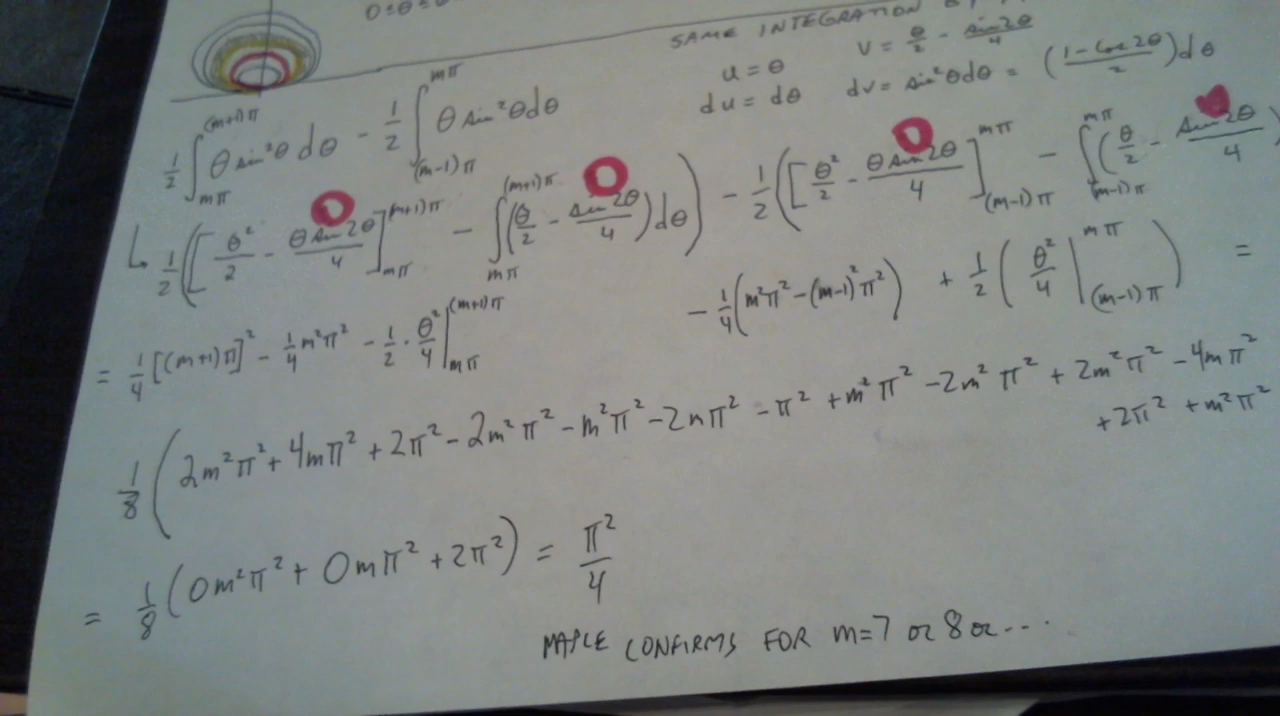 0 ≤ θ ≤
SAME INTEGRATION
u = θ v = θ/2 - sin2θ/4
du = dθ dv = sin²θdθ = ((1-cos2θ)/2)dθ
1/2 ∫_{mπ}^{(m+1)π} θ sin²θ dθ - 1/2 ∫_{(m-1)π}^{mπ} θ sin²θdθ
↳ 1/2([θ²/2 - θ sin2θ/4]_{mπ}^{(m+1)π} - ∫_{mπ}^{(m+1)π}(θ/2 - sin2θ/4)dθ) - 1/2([θ²/2 - θ sin2θ/4]_{(m-1)π}^{mπ} - ∫_{(m-1)π}^{mπ}(θ/2 - sin2θ/4)
0 0 0
= 1/4[(m+1)π]² - 1/4 m²π² - 1/2 · θ²/4 |_{mπ}^{(m+1)π} - 1/4(m²π² - (m-1)²π²) + 1/2(θ²/4 |_{(m-1)π}^{mπ}) =
1/8(2m²π² + 4mπ² + 2π² - 2m²π² - m²π² - 2mπ² - π² + m²π² - 2m²π² + 2m²π² - 4mπ²
+ 2π² + m²π²
= 1/8(0m²π² + 0mπ² + 2π²) = π²/4
MAPLE CONFIRMS FOR m=7 or 8 or ....